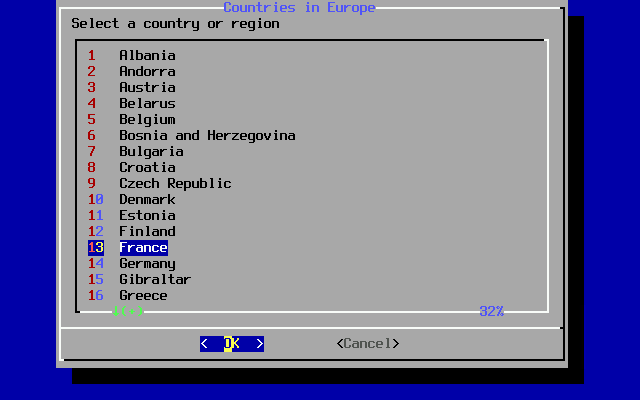 Countries in Europe
Select a country or region
1 Albania
2 Andorra
3 Austria
4 Belarus
5 Belgium
6 Bosnia and Herzegovina
7 Bulgaria
8 Croatia
9 Czech Republic
10 Denmark
11 Estonia
12 Finland
13 France
14 Germany
15 Gibraltar
16 Greece
↓(+) 32%
< OK > <Cancel>